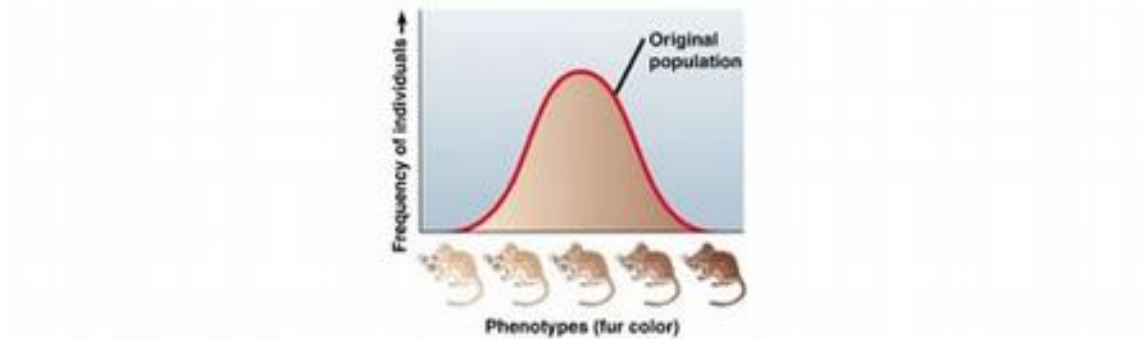 Frequency of individuals →
Original
population
Phenotypes (fur color)